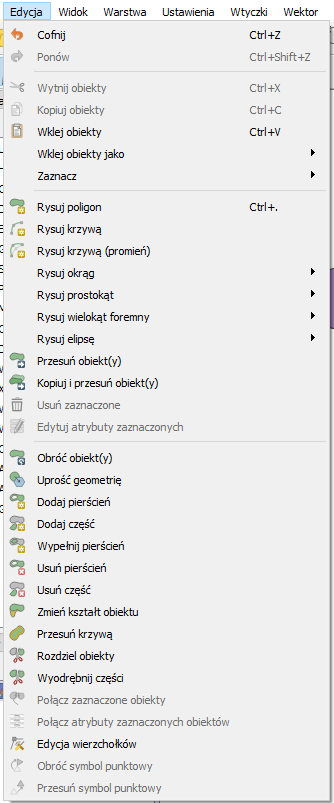 Edycja Widok Warstwa Ustawienia Wtyczki Wektor
Cofnij Ctrl+Z
Ponów Ctrl+Shift+Z
Wytnij obiekty Ctrl+X
Kopiuj obiekty Ctrl+C
Wklej obiekty Ctrl+V
Wklej obiekty jako
Zaznacz
Rysuj poligon Ctrl+.
Rysuj krzywą
Rysuj krzywą (promień)
Rysuj okrąg
Rysuj prostokąt
Rysuj wielokąt foremny
Rysuj elipsę
Przesuń obiekt(y)
Kopiuj i przesuń obiekt(y)
Usuń zaznaczone
Edytuj atrybuty zaznaczonych
Obróć obiekt(y)
Uprość geometrię
Dodaj pierścień
Dodaj część
Wypełnij pierścień
Usuń pierścień
Usuń część
Zmień kształt obiektu
Przesuń krzywą
Rozdziel obiekty
Wyodrębnij części
Połącz zaznaczone obiekty
Połącz atrybuty zaznaczonych obiektów
Edycja wierzchołków
Obróć symbol punktowy
Przesuń symbol punktowy